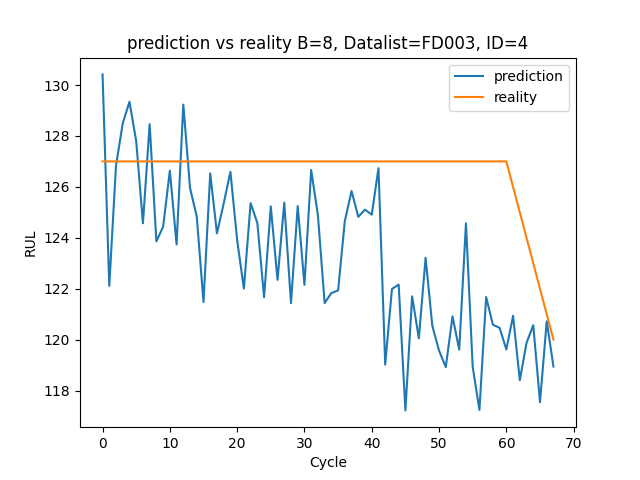 prediction vs reality B=8, Datalist=FD003, ID=4
prediction
reality
130
128
126
124
122
120
118
RUL
0 10 20 30 40 50 60 70
Cycle